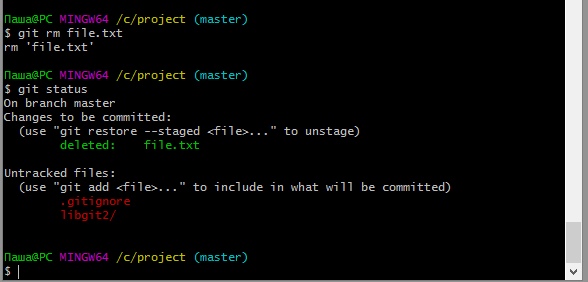 Паша@PC MINGW64 /c/project (master)
$ git rm file.txt
rm 'file.txt'
Паша@PC MINGW64 /c/project (master)
$ git status
On branch master
Changes to be committed:
  (use "git restore --staged <file>..." to unstage)
        deleted:    file.txt
Untracked files:
  (use "git add <file>..." to include in what will be committed)
        .gitignore
        libgit2/
Паша@PC MINGW64 /c/project (master)
$